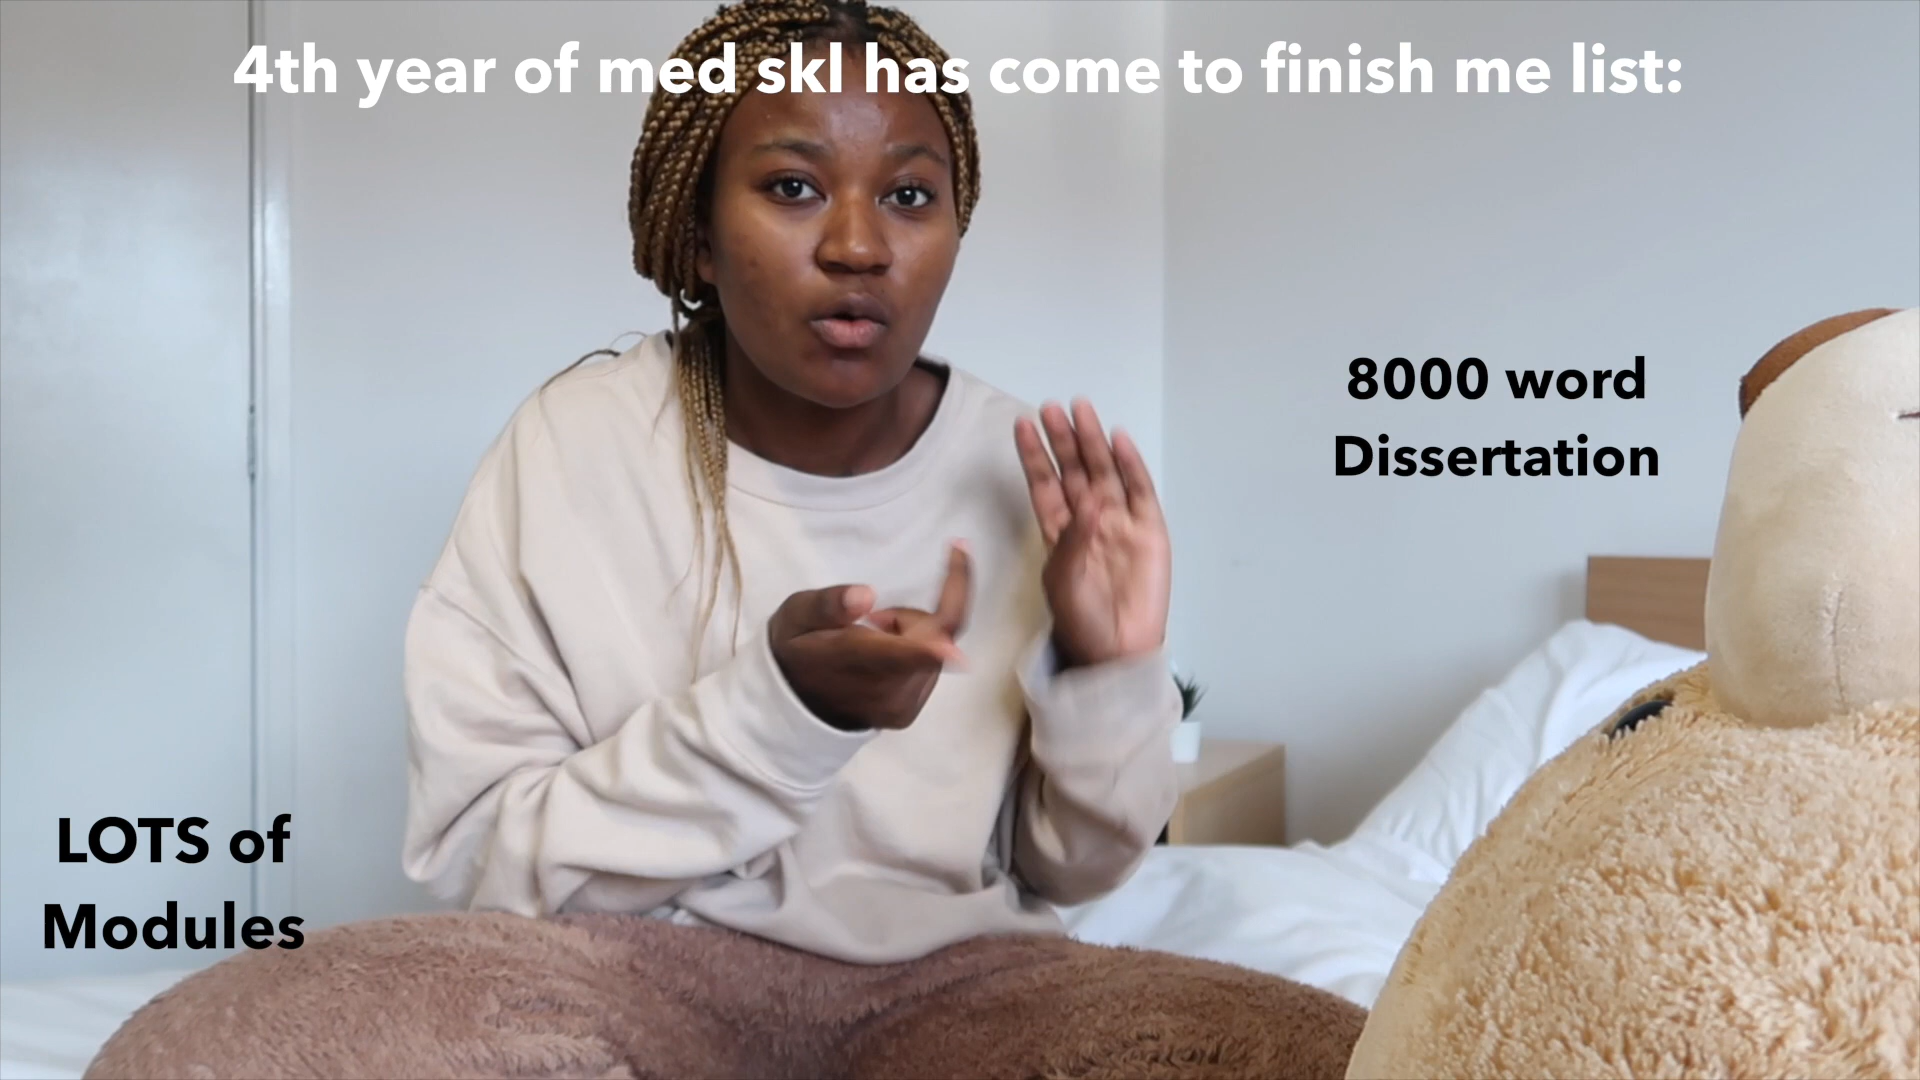 4th year of med skl has come to finish me list:
8000 word
Dissertation
LOTS of
Modules